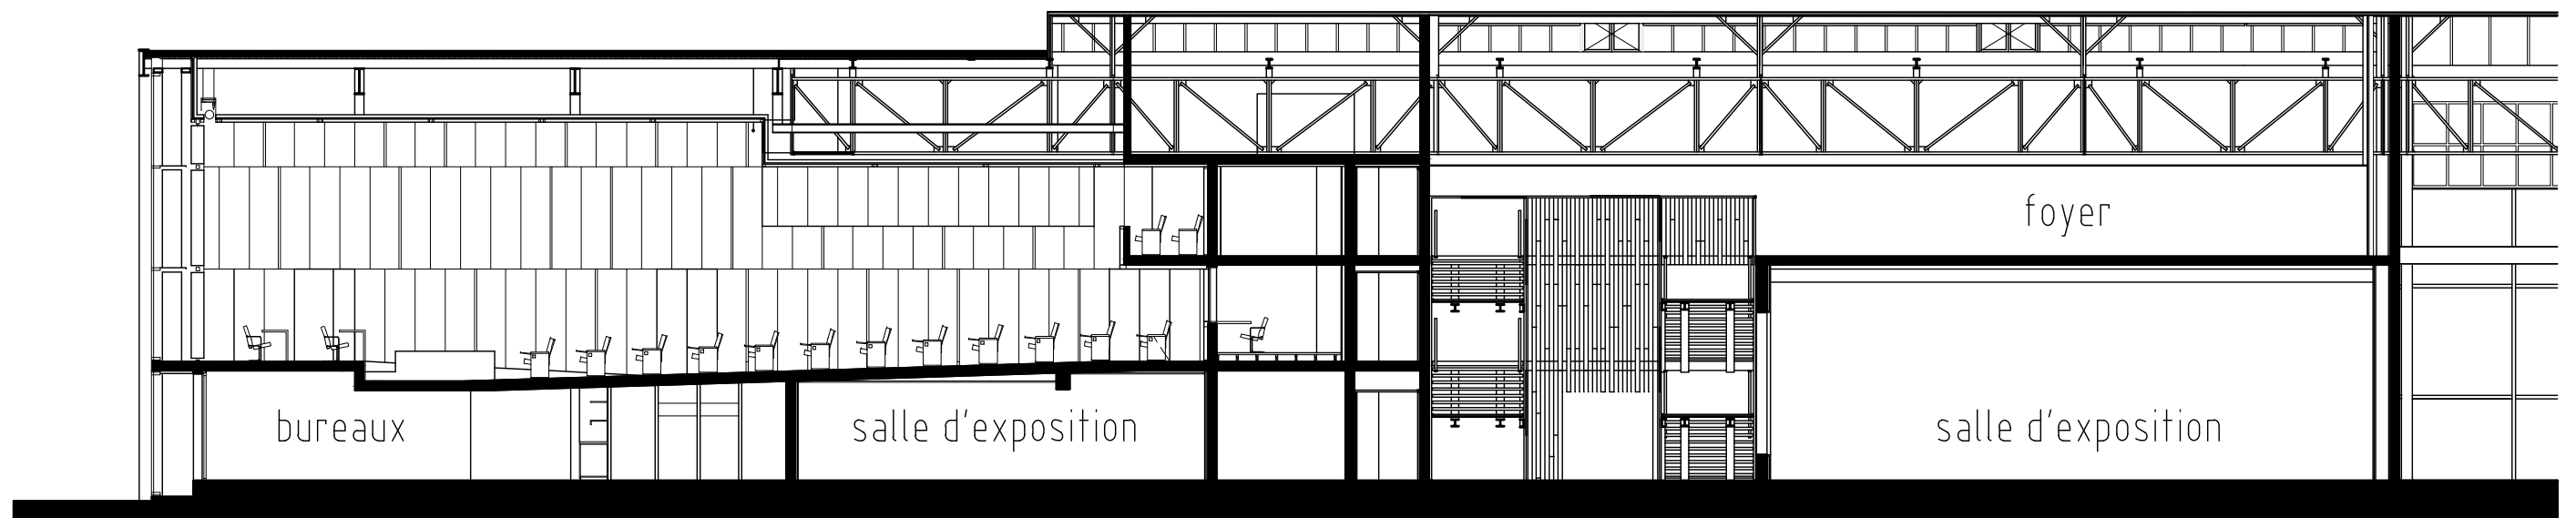 foyer
bureaux
salle d'exposition
salle d'exposition